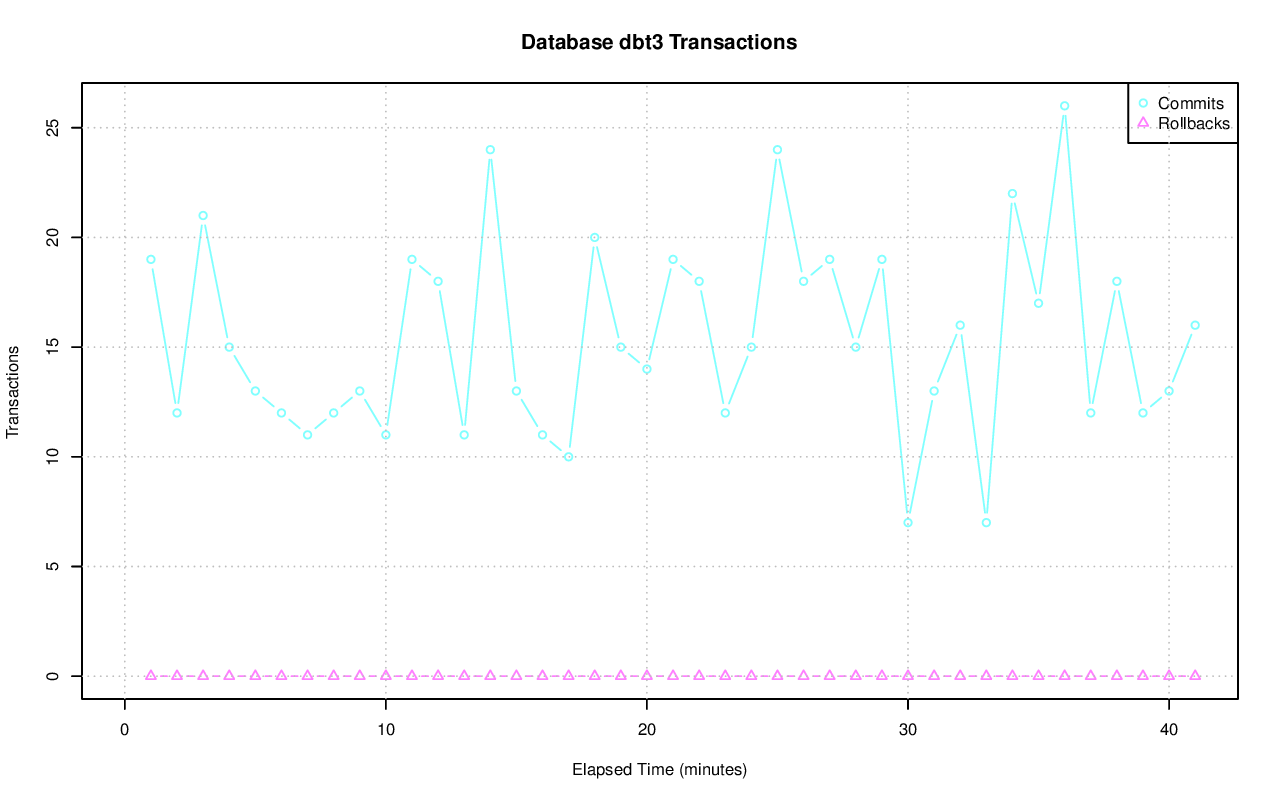 Database dbt3 Transactions
Commits
Rollbacks
25
20
15
10
5
0
Transactions
0 10 20 30 40
Elapsed Time (minutes)